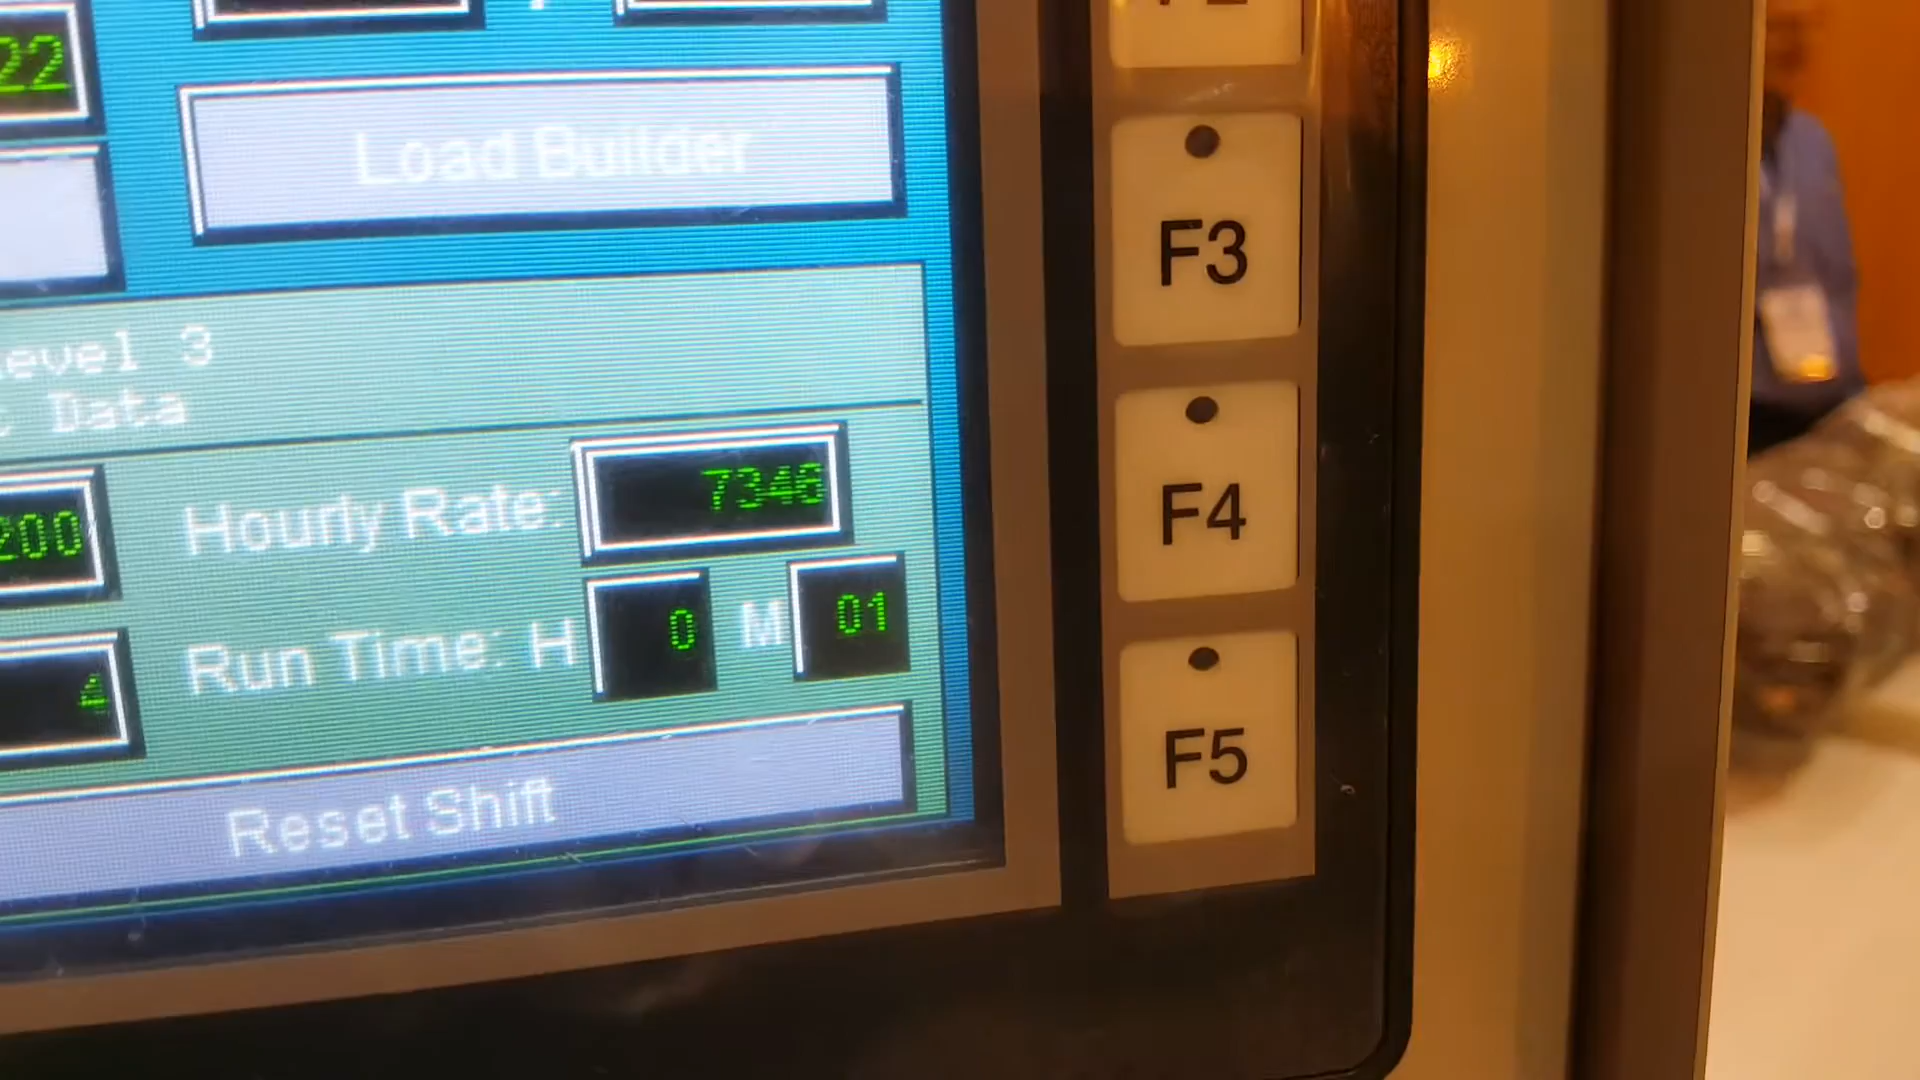 22
Load Builder
evel 3
Data
200
Hourly Rate: 7346
4
Run Time: H 0 M 01
Reset Shift
F3
F4
F5